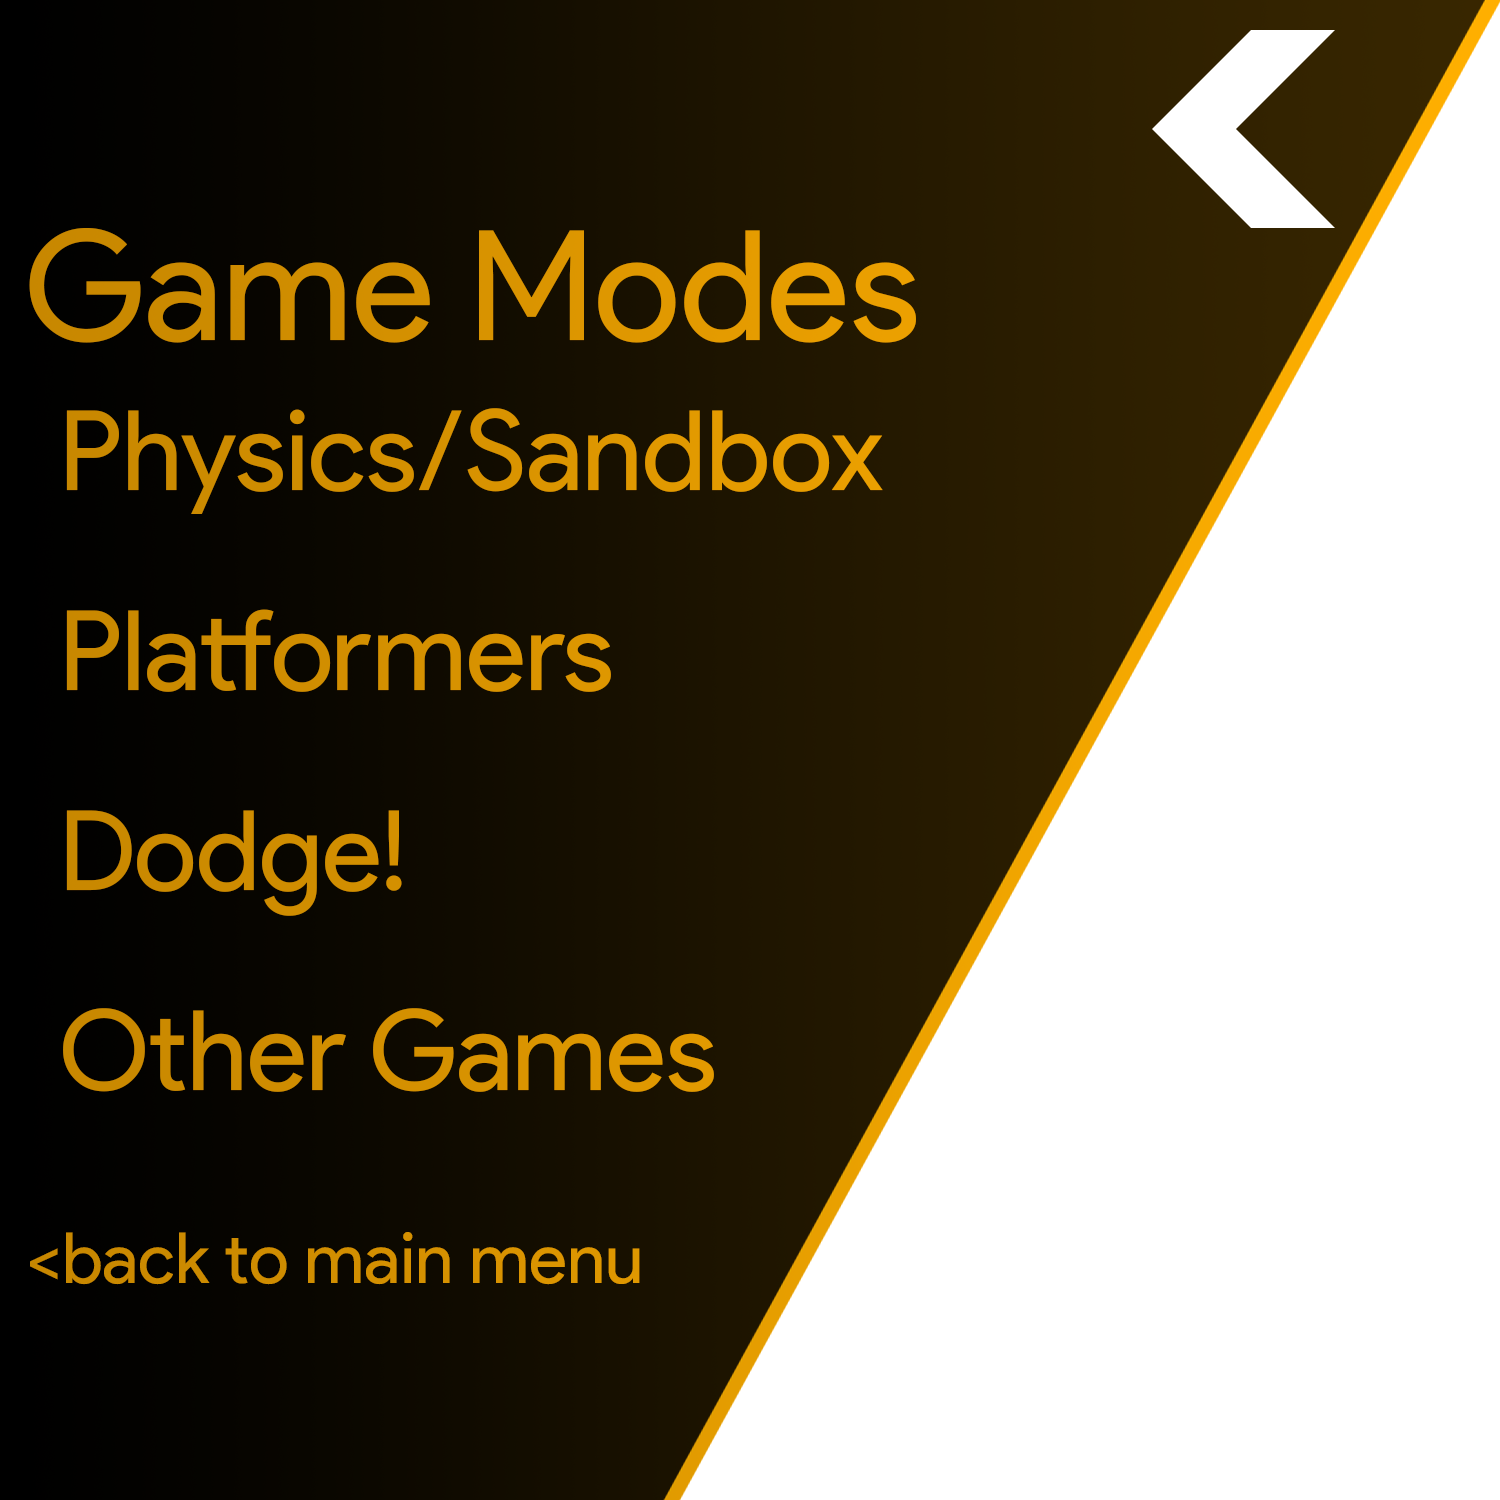 Game Modes
Physics/Sandbox
Platformers
Dodge!
Other Games
<back to main menu